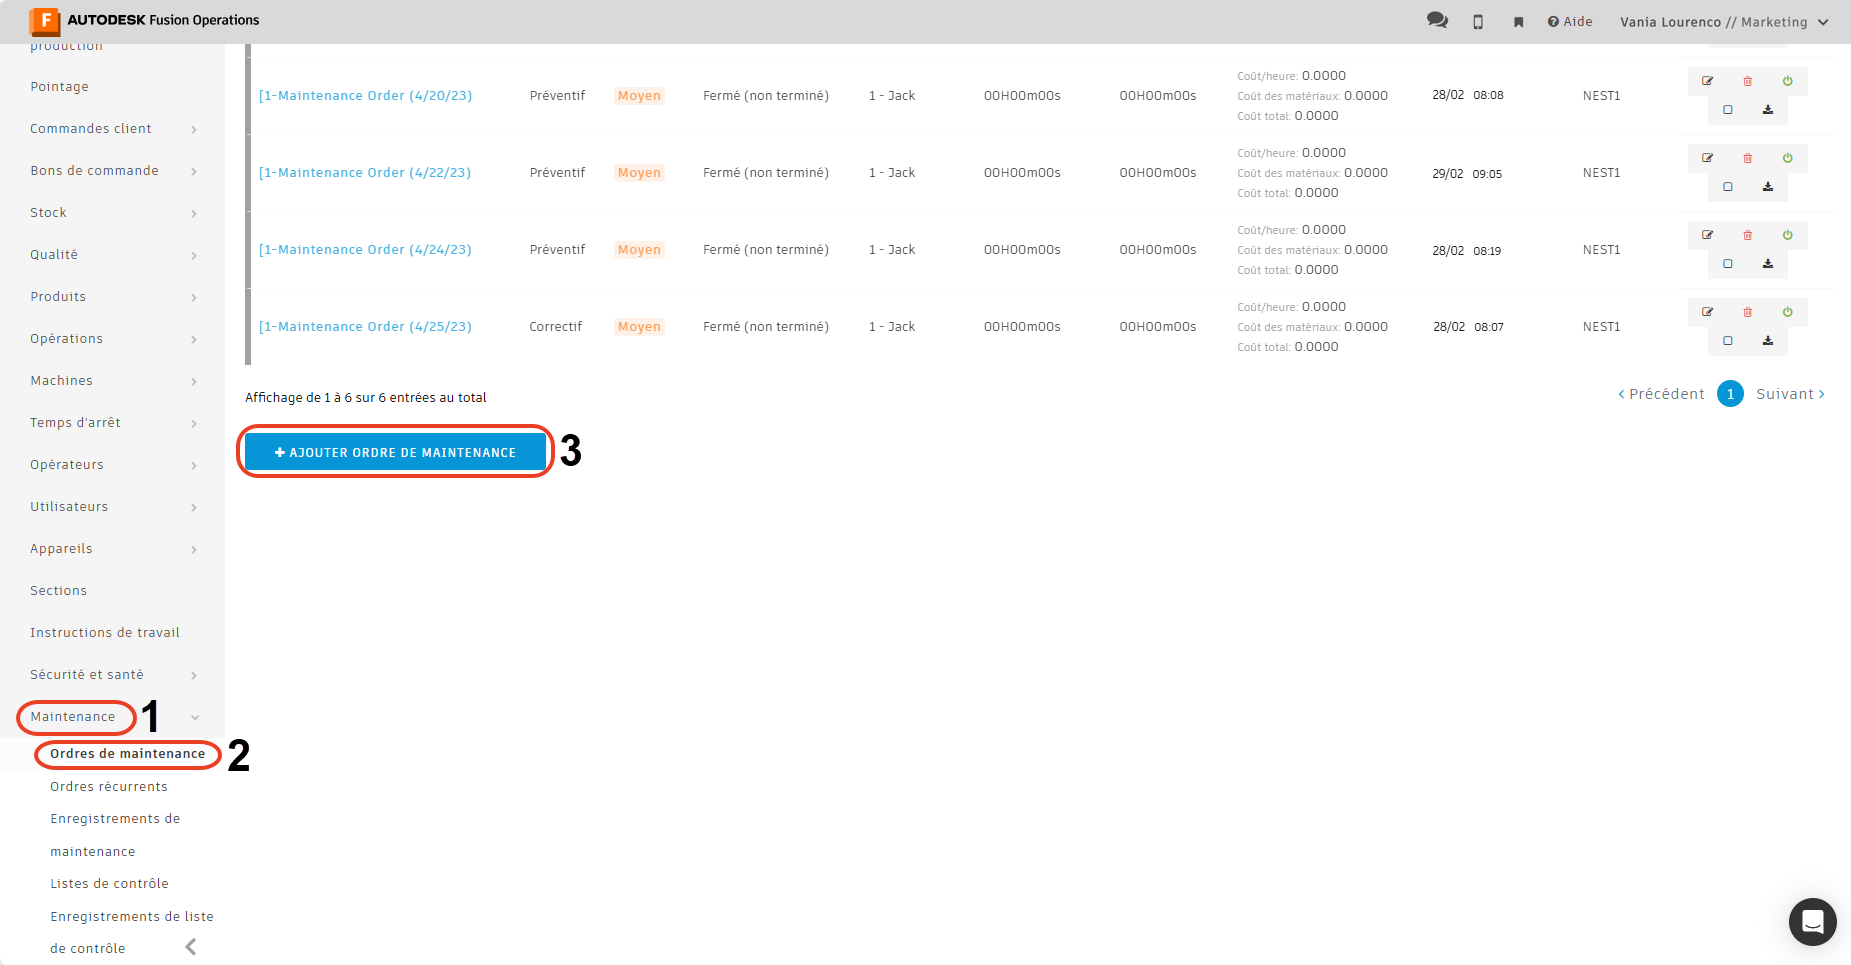 F AUTODESK Fusion Operations
Aide
Vania Lourenco // Marketing
production
Pointage
Commandes client
Bons de commande
Stock
Qualité
Produits
Opérations
Machines
Temps d'arrêt
Opérateurs
Utilisateurs
Appareils
Sections
Instructions de travail
Sécurité et santé
Maintenance 1
Ordres de maintenance 2
Ordres récurrents
Enregistrements de
maintenance
Listes de contrôle
Enregistrements de liste
de contrôle
[1-Maintenance Order (4/20/23) Préventif Moyen Fermé (non terminé) 1 - Jack 00H00m00s 00H00m00s
Coût/heure: 0.0000
Coût des matériaux: 0.0000
Coût total: 0.0000
28/02 08:08 NEST1
[1-Maintenance Order (4/22/23) Préventif Moyen Fermé (non terminé) 1 - Jack 00H00m00s 00H00m00s
Coût/heure: 0.0000
Coût des matériaux: 0.0000
Coût total: 0.0000
29/02 09:05 NEST1
[1-Maintenance Order (4/24/23) Préventif Moyen Fermé (non terminé) 1 - Jack 00H00m00s 00H00m00s
Coût/heure: 0.0000
Coût des matériaux: 0.0000
Coût total: 0.0000
28/02 08:19 NEST1
[1-Maintenance Order (4/25/23) Correctif Moyen Fermé (non terminé) 1 - Jack 00H00m00s 00H00m00s
Coût/heure: 0.0000
Coût des matériaux: 0.0000
Coût total: 0.0000
28/02 08:07 NEST1
Affichage de 1 à 6 sur 6 entrées au total
< Précédent 1 Suivant >
+ AJOUTER ORDRE DE MAINTENANCE 3